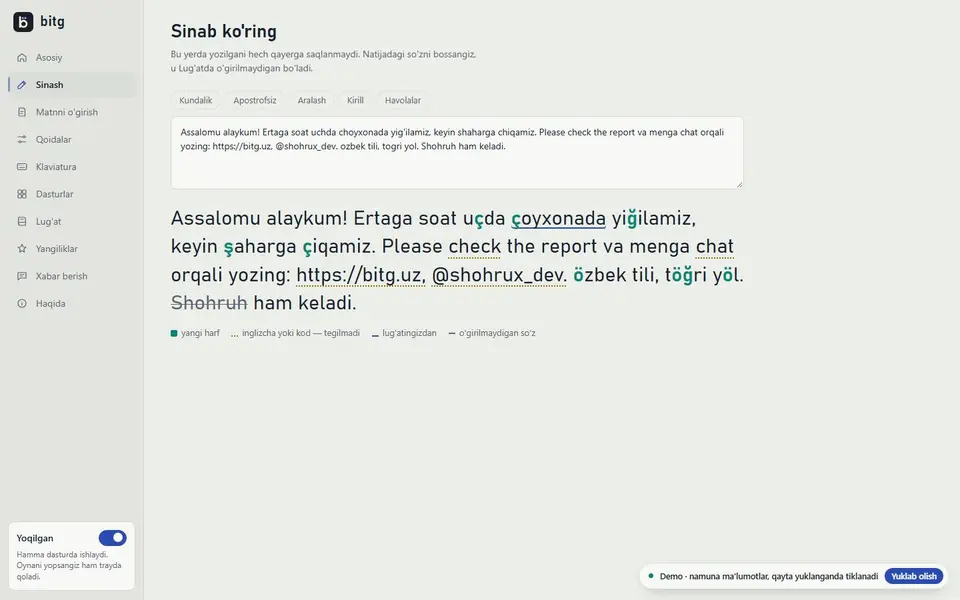 bitg
Asosiy
Sinash
Matnni o'girish
Qoidalar
Klaviatura
Dasturlar
Lug'at
Yangiliklar
Xabar berish
Haqida
Yoqilgan
Hamma dasturda ishlaydi.
Oynani yopsangiz ham trayda
qoladi.
Sinab ko'ring
Bu yerda yozilgani hech qayerga saqlanmaydi. Natijadagi so'zni bossangiz,
u Lug'atda o'girilmaydigan bo'ladi.
Kundalik Apostrofsiz Aralash Kirill Havolalar
Assalomu alaykum! Ertaga soat uchda choyxonada yig'ilamiz, keyin shaharga chiqamiz. Please check the report va menga chat orqali
yozing: https://bitg.uz, @shohrux_dev. ozbek tili, togri yol. Shohruh ham keladi.
Assalomu alaykum! Ertaga soat uçda çoyxonada yiğilamiz,
keyin şaharga çiqamiz. Please check the report va menga chat
orqali yozing: https://bitg.uz, @shohrux_dev. özbek tili, töğri yöl.
Shohruh ham keladi.
yangi harf inglizcha yoki kod — tegilmadi lug'atingizdan o'girilmaydigan so'z
Demo · namuna ma'lumotlar, qayta yuklanganda tiklanadi Yuklab olish